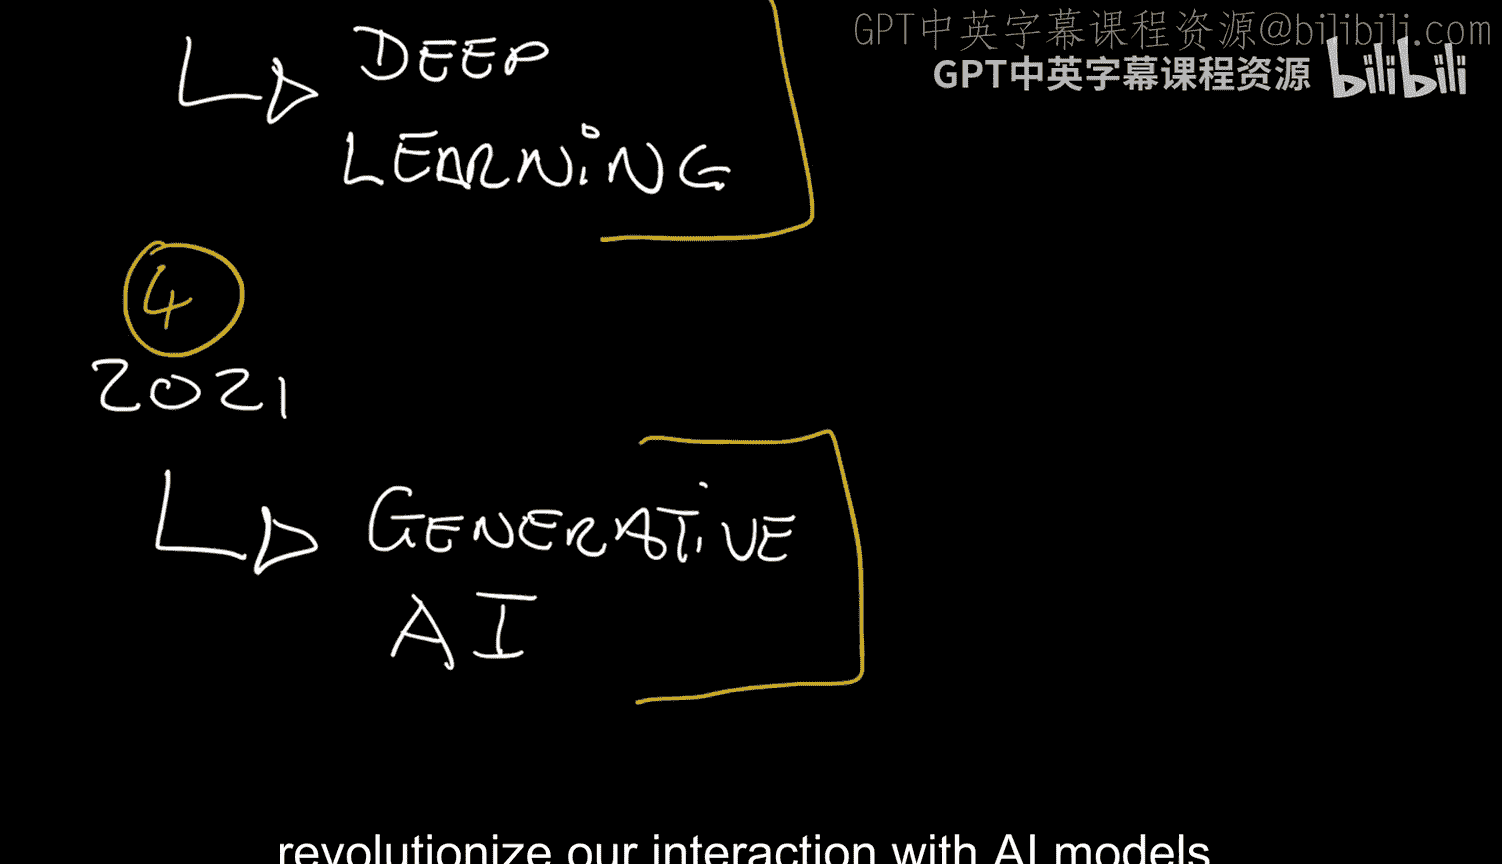 GPT中英字幕课程资源@bilibili.com
GPT中英字幕课程资源 bilibili
DEEP
LEARNING
4
2021
GENERATIVE
AI
revolutionize our interaction with AI models